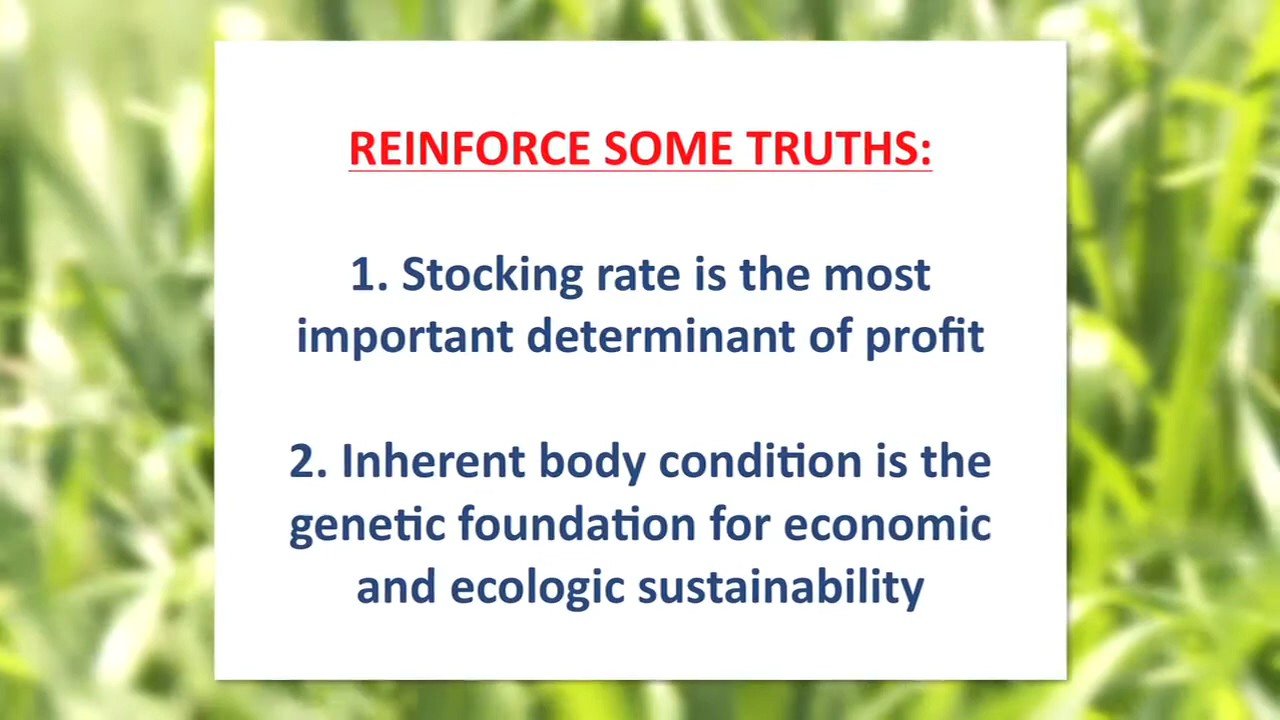 REINFORCE SOME TRUTHS:
1. Stocking rate is the most
important determinant of profit
2. Inherent body condition is the
genetic foundation for economic
and ecologic sustainability